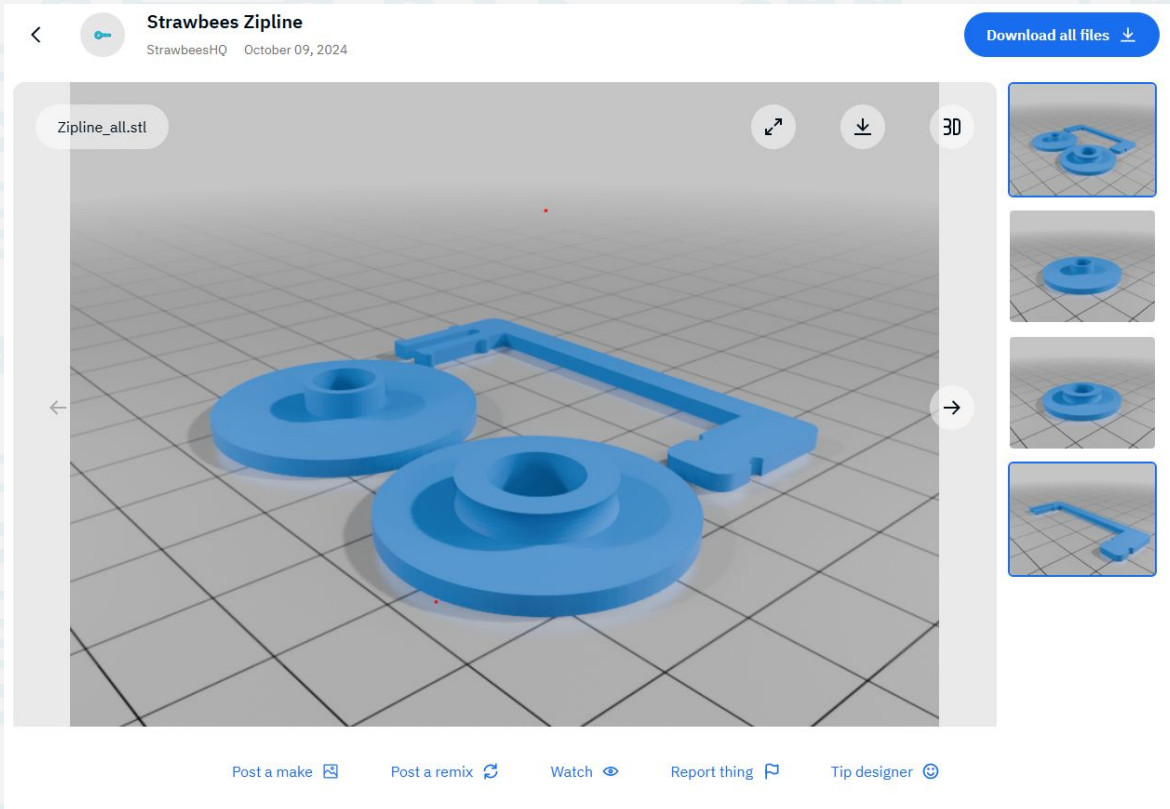 Strawbees Zipline
StrawbeesHQ October 09, 2024
Download all files
Zipline_all.stl
3D
Post a make
Post a remix
Watch
Report thing
Tip designer